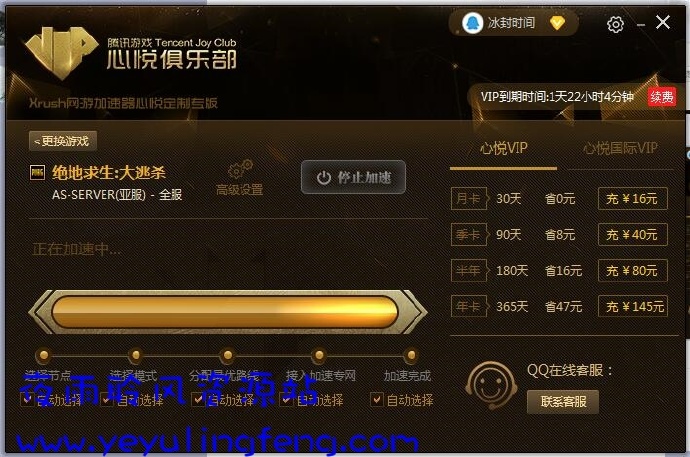 VIP
腾讯游戏 Tencent Joy Club
心悦俱乐部
冰封时间
Xrush网游加速器心悦定制专版
VIP到期时间:1天22小时4分钟 续费
<更换游戏
绝地求生:大逃杀
AS-SERVER(亚服) - 全服
高级设置
停止加速
正在加速中...
选择节点 选择模式 分配最优路线 接入加速专网 加速完成
自动选择 自动选择 自动选择 自动选择 自动选择
心悦VIP 心悦国际VIP
月卡 30天 省0元 充￥16元
季卡 90天 省8元 充￥40元
半年 180天 省16元 充￥80元
年卡 365天 省47元 充￥145元
QQ在线客服：
联系客服
夜雨聆风资源站
www.yeyulingfeng.com